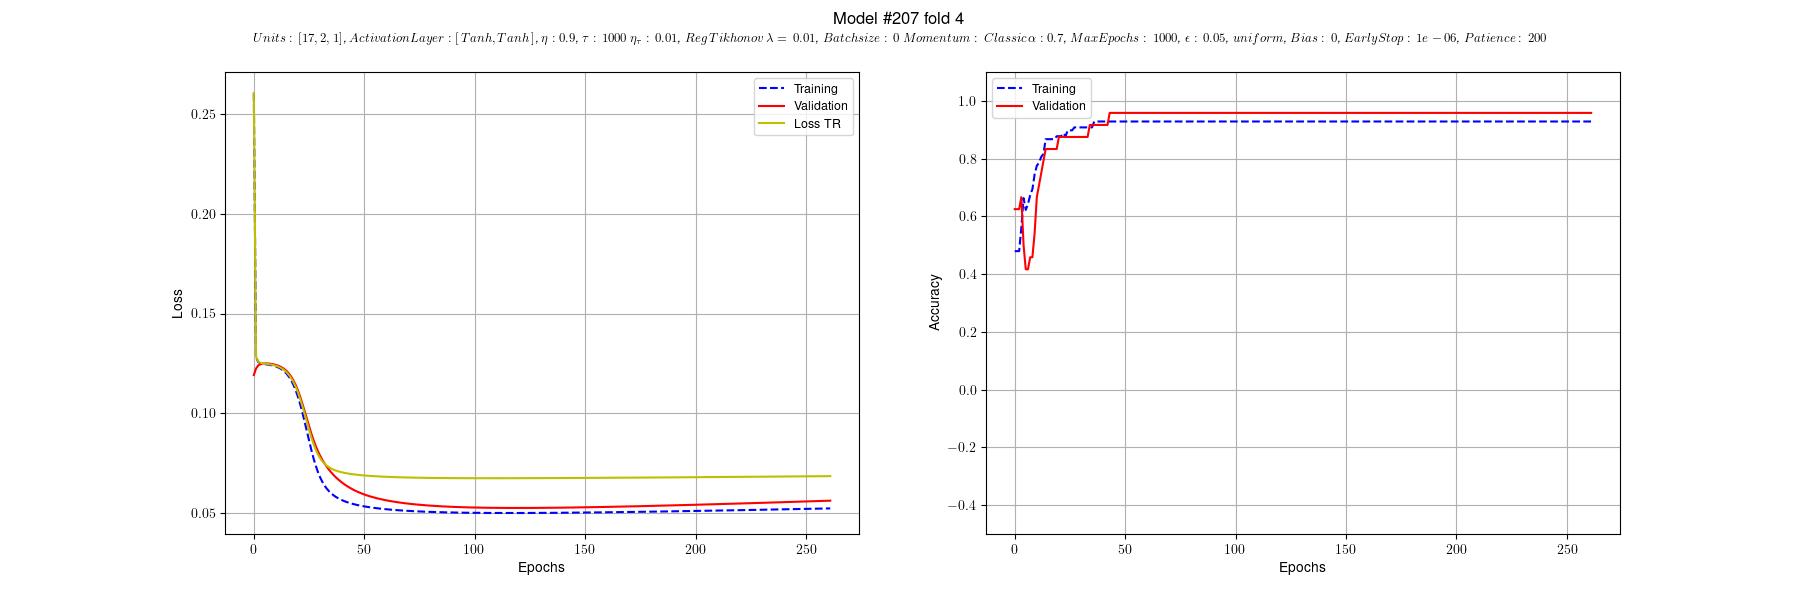 Model #207 fold 4
Units : [17, 2, 1], ActivationLayer : [ Tanh, Tanh ], η : 0.9, τ : 1000 η_τ : 0.01, RegTikhonov λ = 0.01, Batchsize : 0 Momentum : Classic α : 0.7, MaxEpochs : 1000, ϵ : 0.05, uniform, Bias : 0, EarlyStop : 1e − 06, Patience : 200
Loss
0.25
0.20
0.15
0.10
0.05
Training
Validation
Loss TR
0 50 100 150 200 250
Epochs
Accuracy
1.0
0.8
0.6
0.4
0.2
0.0
−0.2
−0.4
Training
Validation
0 50 100 150 200 250
Epochs